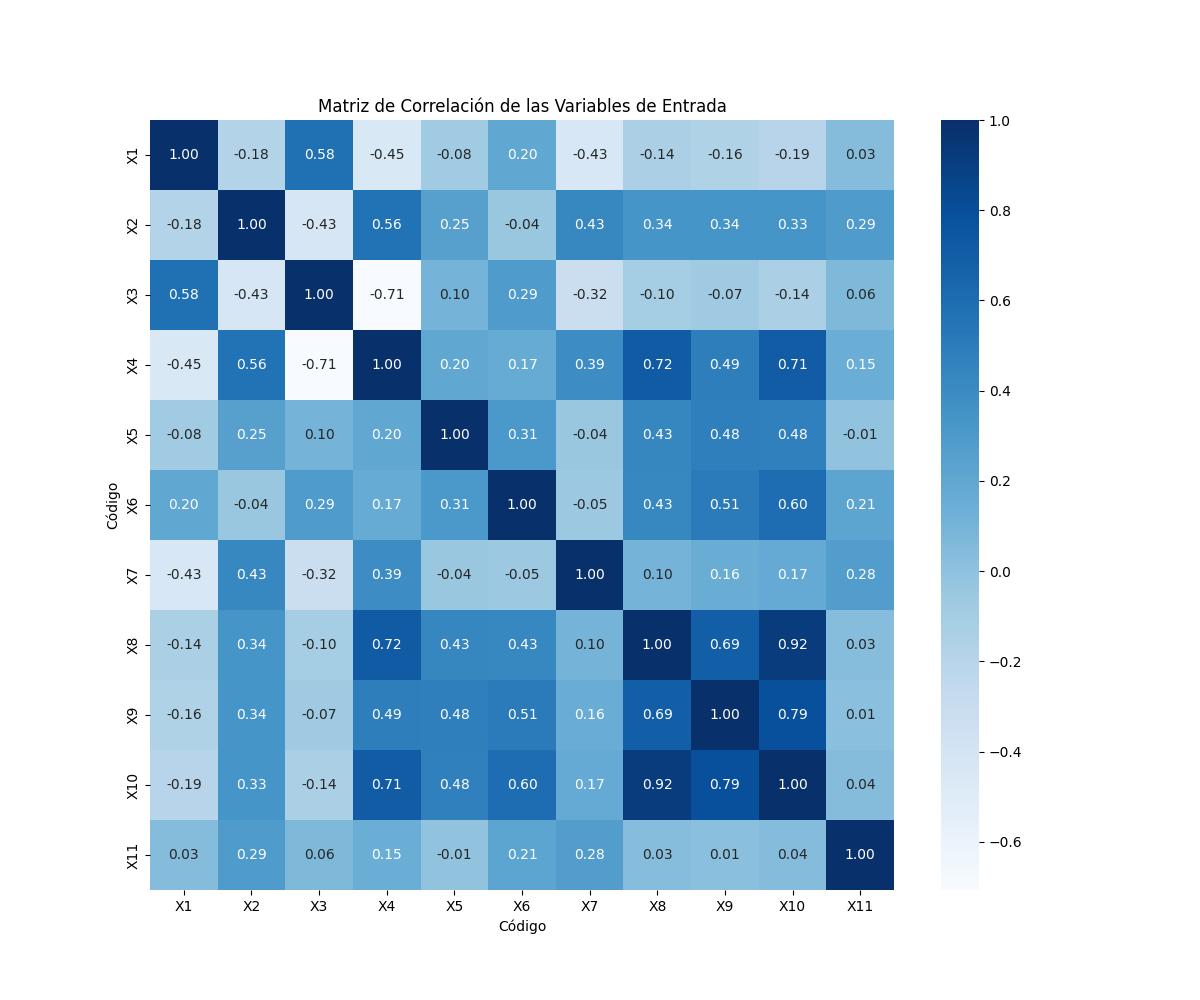 Matriz de Correlación de las Variables de Entrada
X1 1.00 -0.18 0.58 -0.45 -0.08 0.20 -0.43 -0.14 -0.16 -0.19 0.03
X2 -0.18 1.00 -0.43 0.56 0.25 -0.04 0.43 0.34 0.34 0.33 0.29
X3 0.58 -0.43 1.00 -0.71 0.10 0.29 -0.32 -0.10 -0.07 -0.14 0.06
X4 -0.45 0.56 -0.71 1.00 0.20 0.17 0.39 0.72 0.49 0.71 0.15
X5 -0.08 0.25 0.10 0.20 1.00 0.31 -0.04 0.43 0.48 0.48 -0.01
X6 0.20 -0.04 0.29 0.17 0.31 1.00 -0.05 0.43 0.51 0.60 0.21
X7 -0.43 0.43 -0.32 0.39 -0.04 -0.05 1.00 0.10 0.16 0.17 0.28
X8 -0.14 0.34 -0.10 0.72 0.43 0.43 0.10 1.00 0.69 0.92 0.03
X9 -0.16 0.34 -0.07 0.49 0.48 0.51 0.16 0.69 1.00 0.79 0.01
X10 -0.19 0.33 -0.14 0.71 0.48 0.60 0.17 0.92 0.79 1.00 0.04
X11 0.03 0.29 0.06 0.15 -0.01 0.21 0.28 0.03 0.01 0.04 1.00
X1 X2 X3 X4 X5 X6 X7 X8 X9 X10 X11
Código
Código
1.0
0.8
0.6
0.4
0.2
0.0
−0.2
−0.4
−0.6